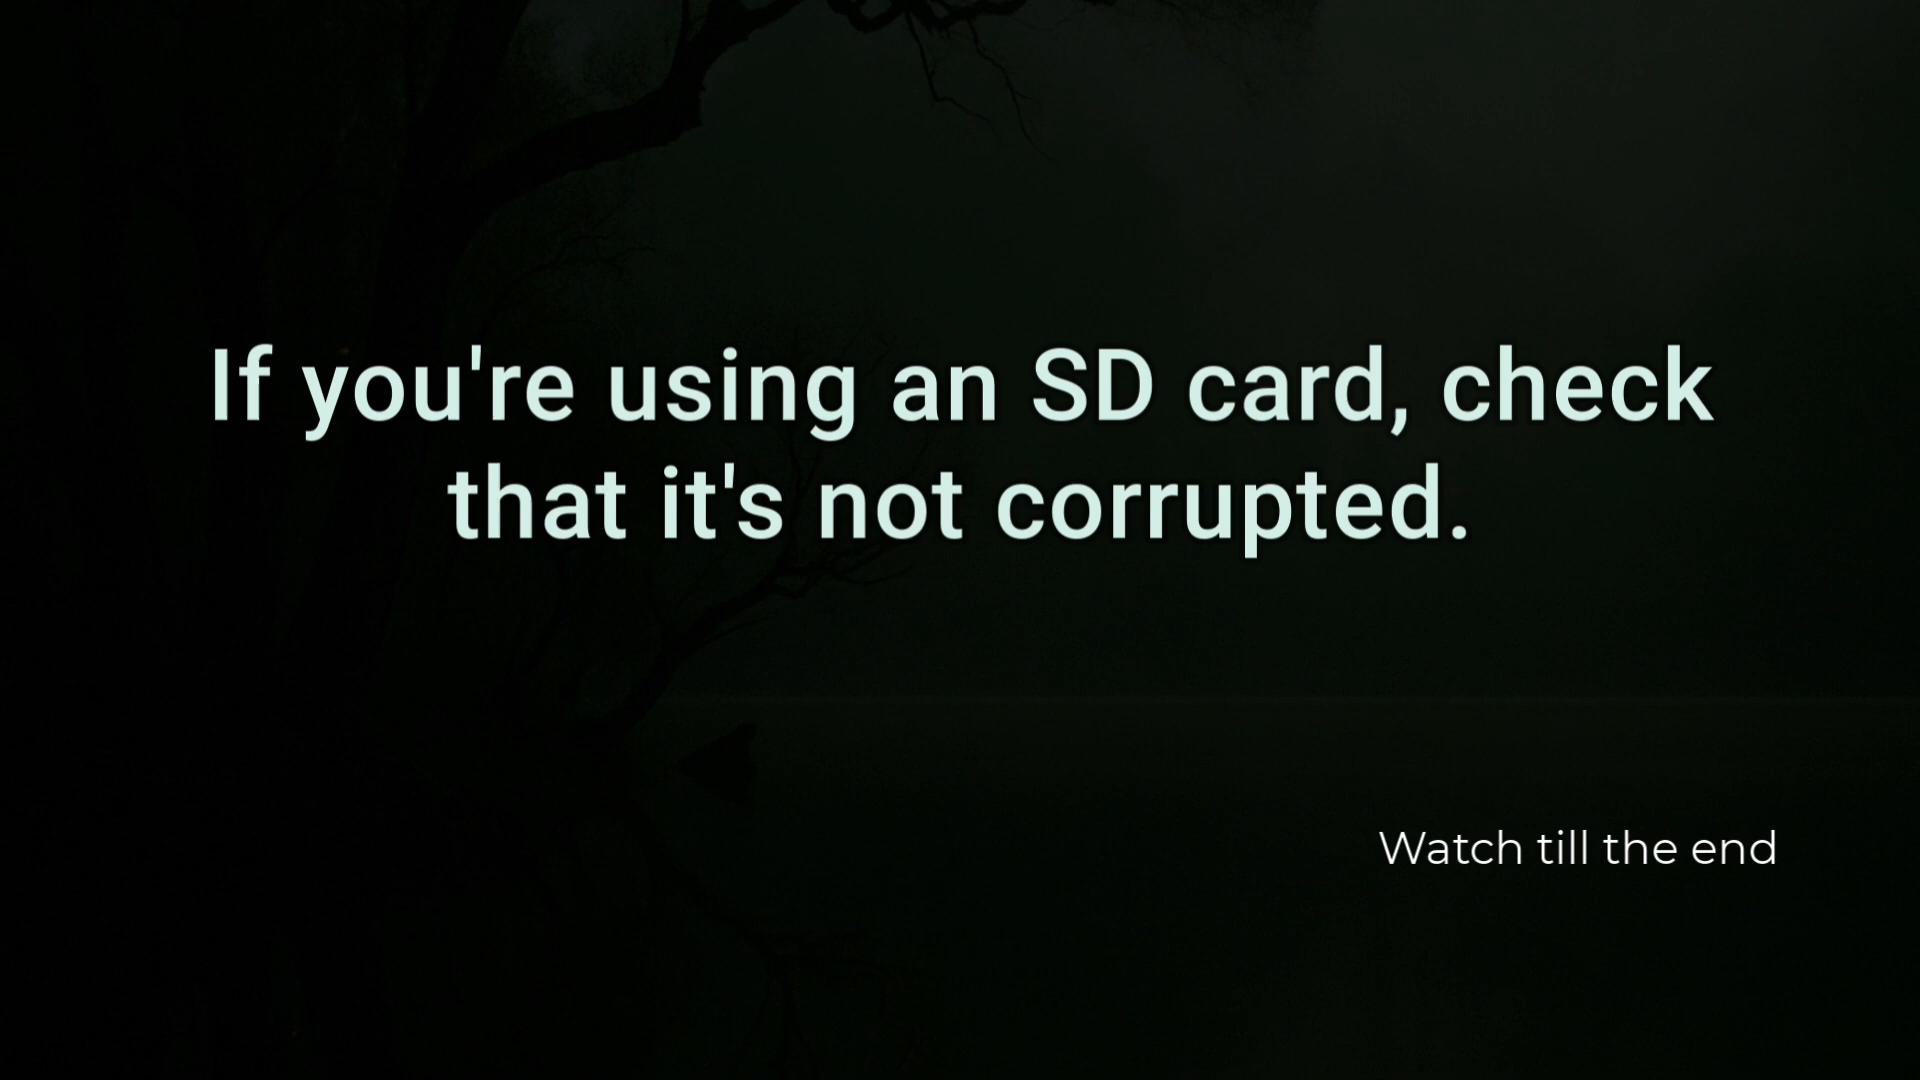 If you're using an SD card, check
that it's not corrupted.
Watch till the end